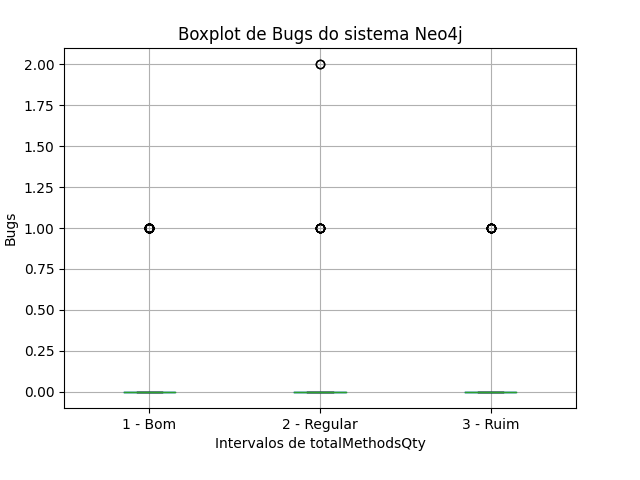 Boxplot de Bugs do sistema Neo4j
2.00
1.75
1.50
1.25
1.00
0.75
0.50
0.25
0.00
Bugs
1 - Bom
2 - Regular
3 - Ruim
Intervalos de totalMethodsQty